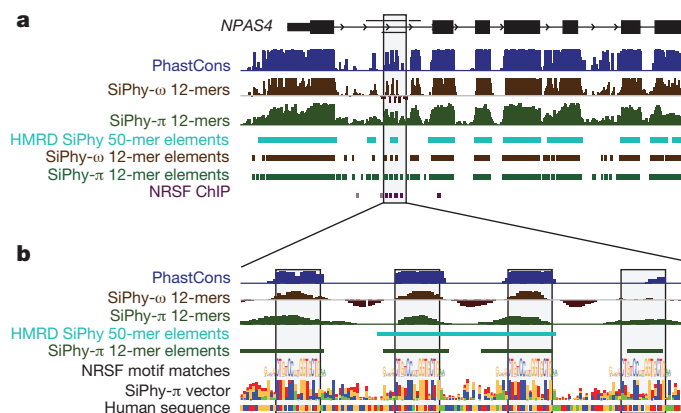 a
NPAS4
PhastCons
SiPhy-ω 12-mers
SiPhy-π 12-mers
HMRD SiPhy 50-mer elements
SiPhy-ω 12-mer elements
SiPhy-π 12-mer elements
NRSF ChIP
b
PhastCons
SiPhy-ω 12-mers
SiPhy-π 12-mers
HMRD SiPhy 50-mer elements
SiPhy-π 12-mer elements
NRSF motif matches
SiPhy-π vector
Human sequence